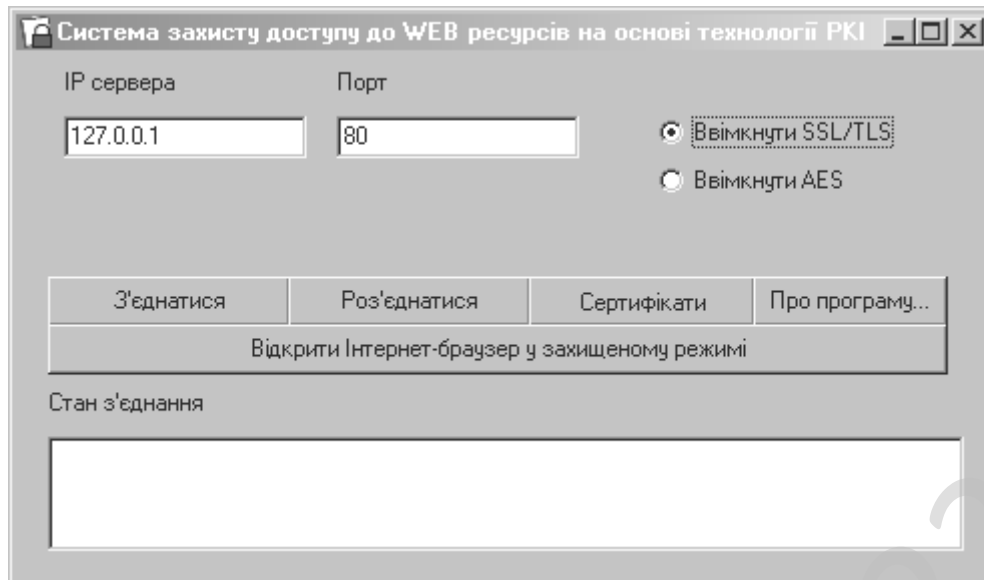 Система захисту доступу до WEB ресурсів на основі технології PKI
IP сервера Порт
127.0.0.1 80 Ввімкнути SSL/TLS
Ввімкнути AES
З'єднатися Роз'єднатися Сертифікати Про програму...
Відкрити Інтернет-браузер у захищеному режимі
Стан з'єднання